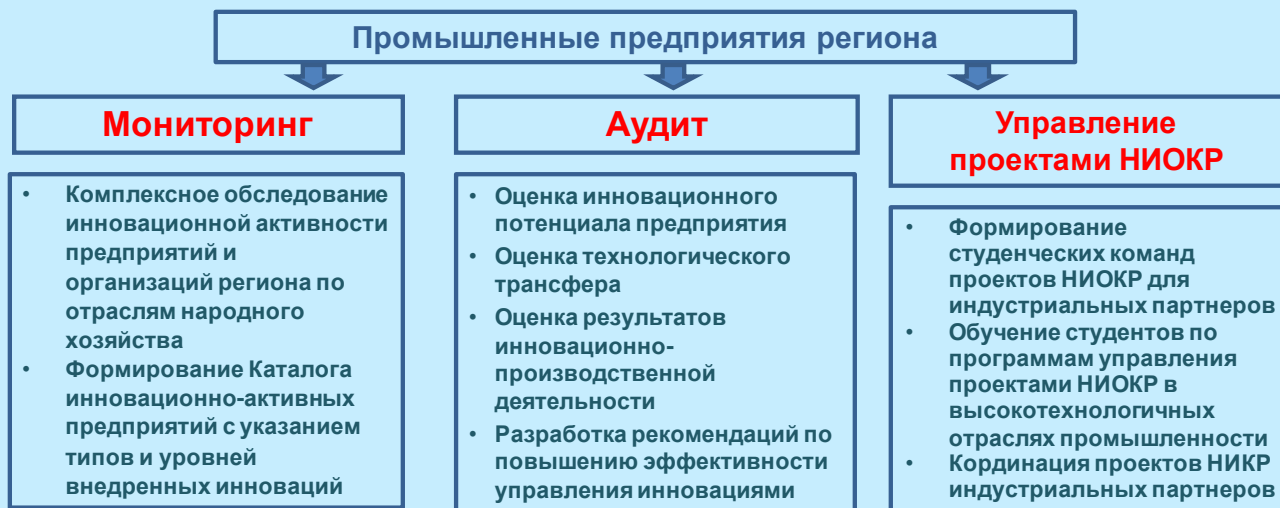 Промышленные предприятия региона
Мониторинг
• Комплексное обследование
инновационной активности
предприятий и
организаций региона по
отраслям народного
хозяйства
• Формирование Каталога
инновационно-активных
предприятий с указанием
типов и уровней
внедренных инноваций
Аудит
• Оценка инновационного
потенциала предприятия
• Оценка технологического
трансфера
• Оценка результатов
инновационно-
производственной
деятельности
• Разработка рекомендаций по
повышению эффективности
управления инновациями
Управление
проектами НИОКР
• Формирование
студенческих команд
проектов НИОКР для
индустриальных партнеров
• Обучение студентов по
программам управления
проектами НИОКР в
высокотехнологичных
отраслях промышленности
• Кординация проектов НИКР
индустриальных партнеров